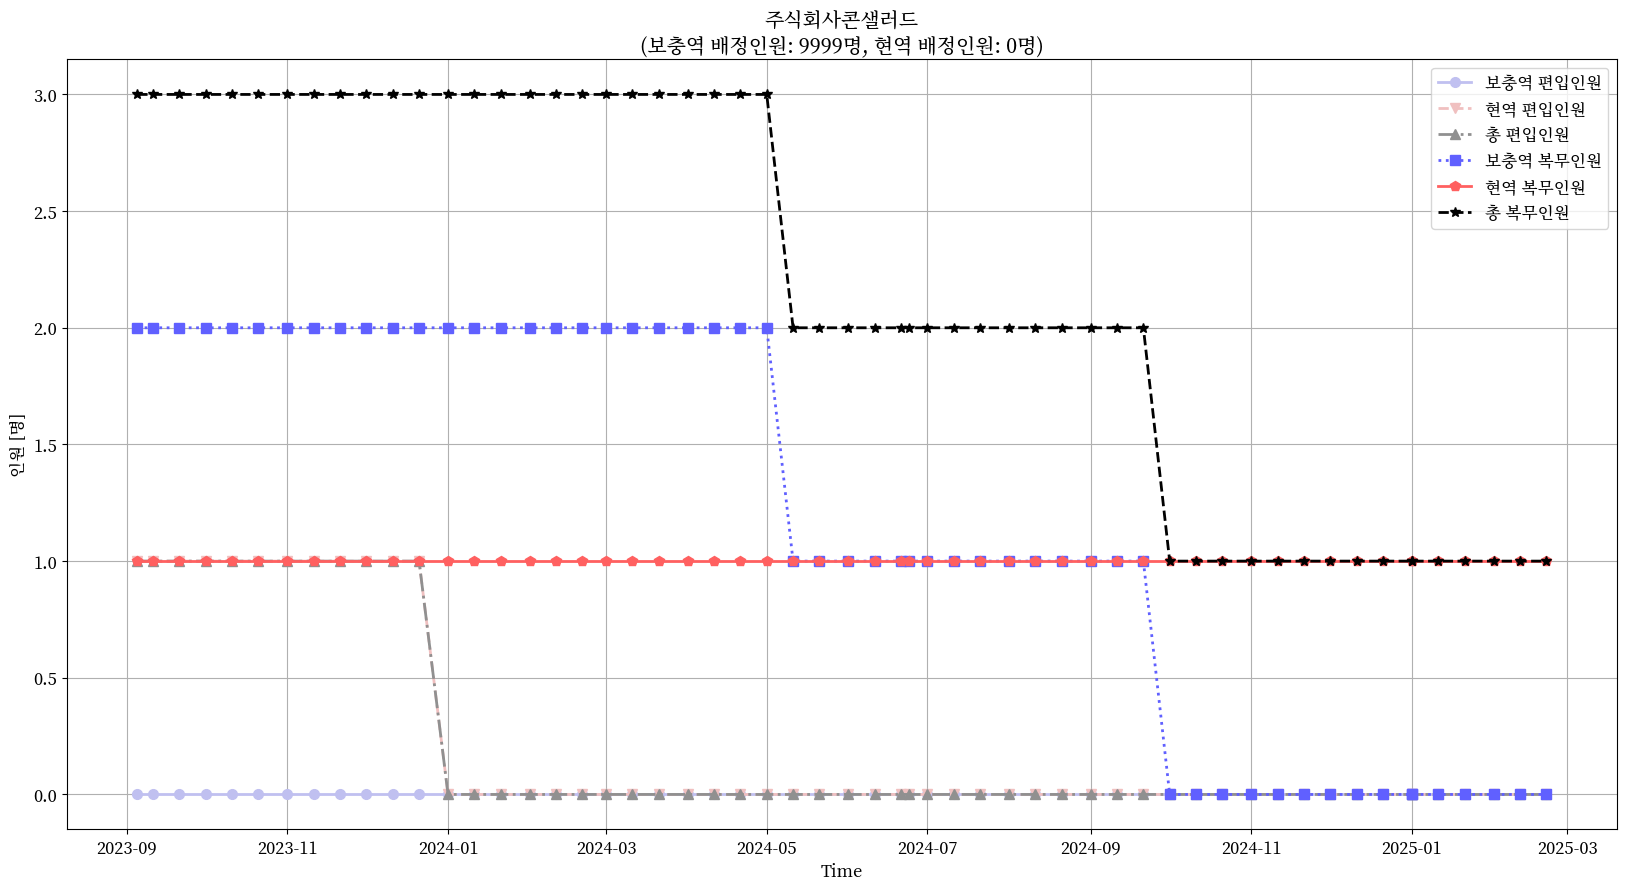 주식회사콘샐러드
(보충역 배정인원: 9999명, 현역 배정인원: 0명)
보충역 편입인원
현역 편입인원
총 편입인원
보충역 복무인원
현역 복무인원
총 복무인원
인원 [명]
3.0
2.5
2.0
1.5
1.0
0.5
0.0
2023-09
2023-11
2024-01
2024-03
2024-05
2024-07
2024-09
2024-11
2025-01
2025-03
Time